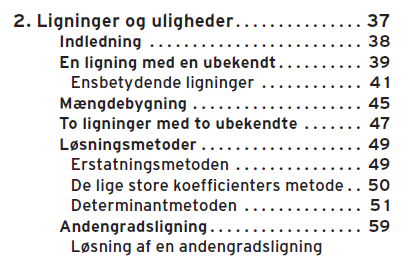 2. Ligninger og uligheder................ 37
Indledning ........................ 38
En ligning med en ubekendt............ 39
Ensbetydende ligninger ............. 41
Mængdebygning ................... 45
To ligninger med to ubekendte ........ 47
Løsningsmetoder ................... 49
Erstatningsmetoden ................. 49
De lige store koefficienters metode .. 50
Determinantmetoden ................ 51
Andengradsligning.................. 59
Løsning af en andengradsligning